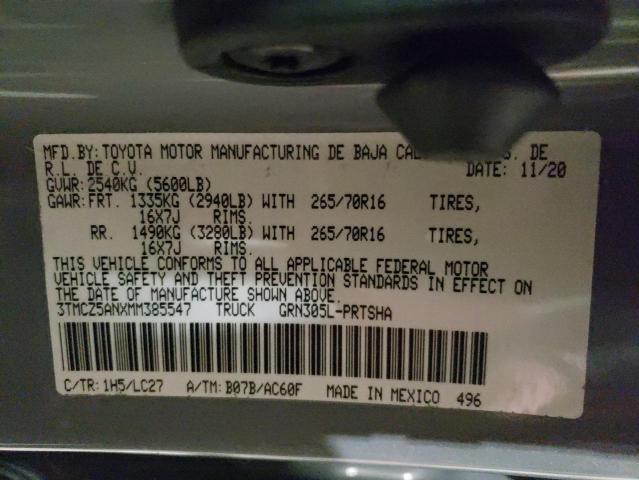 MFD.BY: TOYOTA MOTOR MANUFACTURING DE BAJA S. DE
R.L. DE C.V. DATE: 11/20
GVWR: 2540KG (5600LB)
GAWR: FRT. 1335KG (2940LB) WITH 265/70R16 TIRES,
16X7J RIMS.
RR. 1490KG (3280LB) WITH 265/70R16 TIRES,
16X7J RIMS.
THIS VEHICLE CONFORMS TO ALL APPLICABLE FEDERAL MOTOR
VEHICLE SAFETY AND THEFT PREVENTION STANDARDS IN EFFECT ON
THE DATE OF MANUFACTURE SHOWN ABOVE.
3TMCZ5ANXMM385547 TRUCK GRN305L-PRTSHA
C/TR: 1H5/LC27 A/TM: B07B/AC60F MADE IN MEXICO 496